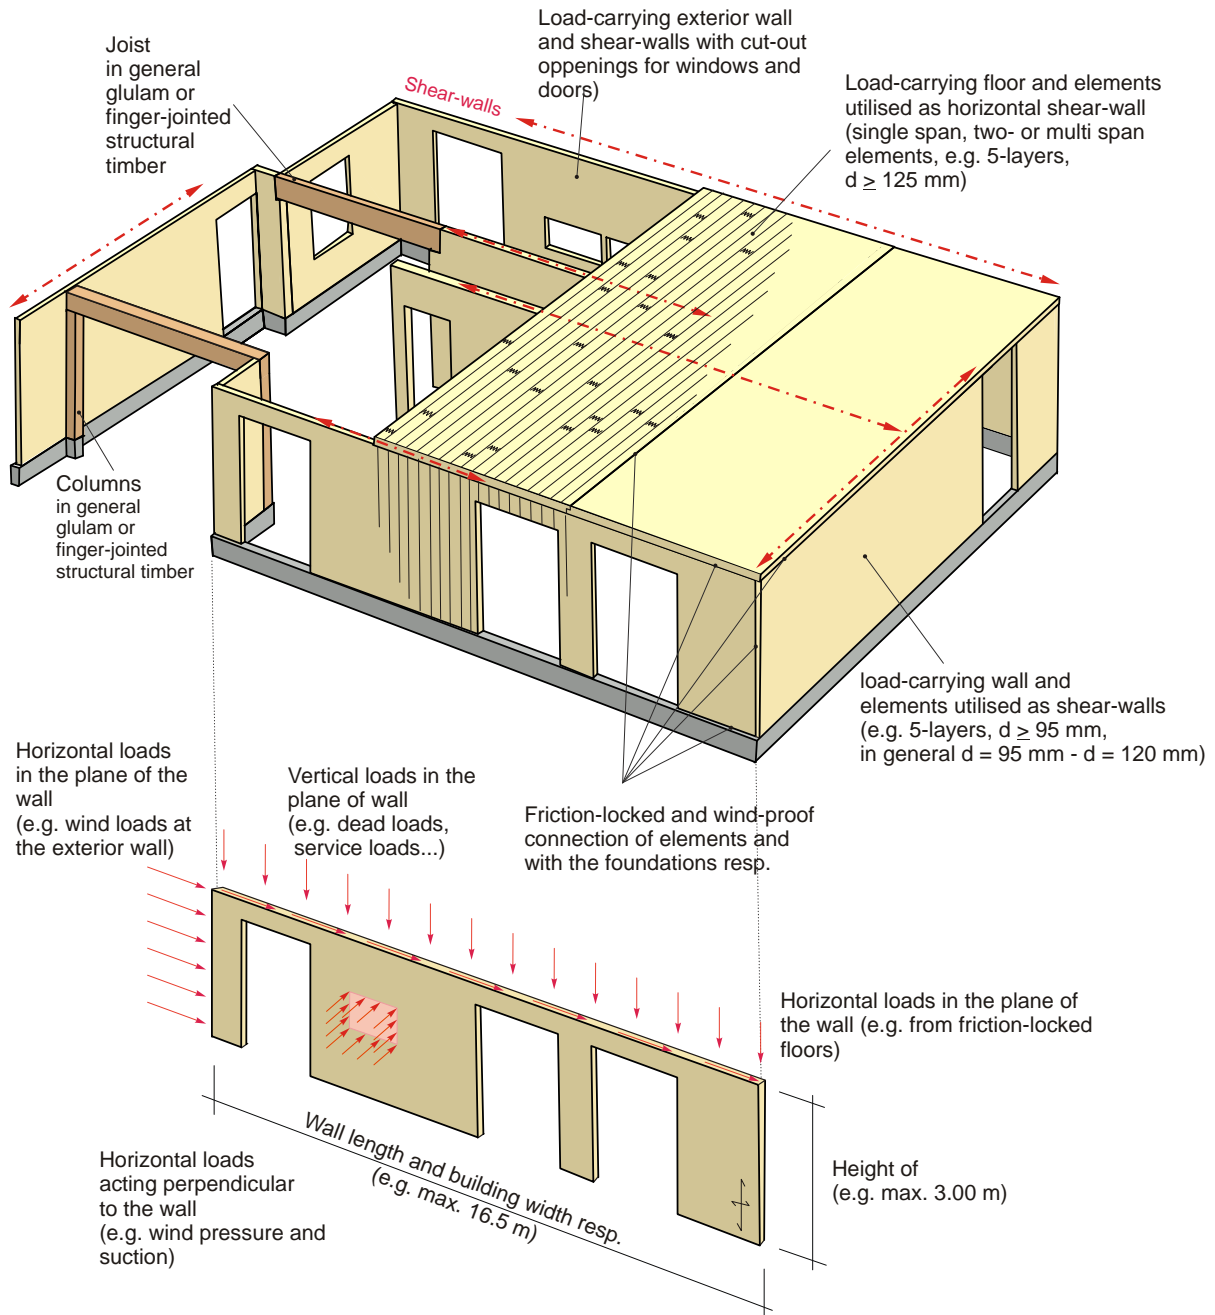 Joist
in general
glulam or
finger-jointed
structural
timber
Shear-walls
Load-carrying exterior wall
and shear-walls with cut-out
oppenings for windows and
doors)
Load-carrying floor and elements
utilised as horizontal shear-wall
(single span, two- or multi span
elements, e.g. 5-layers,
d ≥ 125 mm)
Columns
in general
glulam or
finger-jointed
structural timber
load-carrying wall and
elements utilised as shear-walls
(e.g. 5-layers, d ≥ 95 mm,
in general d = 95 mm - d = 120 mm)
Friction-locked and wind-proof
connection of elements and
with the foundations resp.
Horizontal loads
in the plane of the
wall
(e.g. wind loads at
the exterior wall)
Vertical loads in the
plane of wall
(e.g. dead loads,
service loads...)
Horizontal loads in the plane of
the wall (e.g. from friction-locked
floors)
Wall length and building width resp.
(e.g. max. 16.5 m)
Height of
(e.g. max. 3.00 m)
Horizontal loads
acting perpendicular
to the wall
(e.g. wind pressure and
suction)